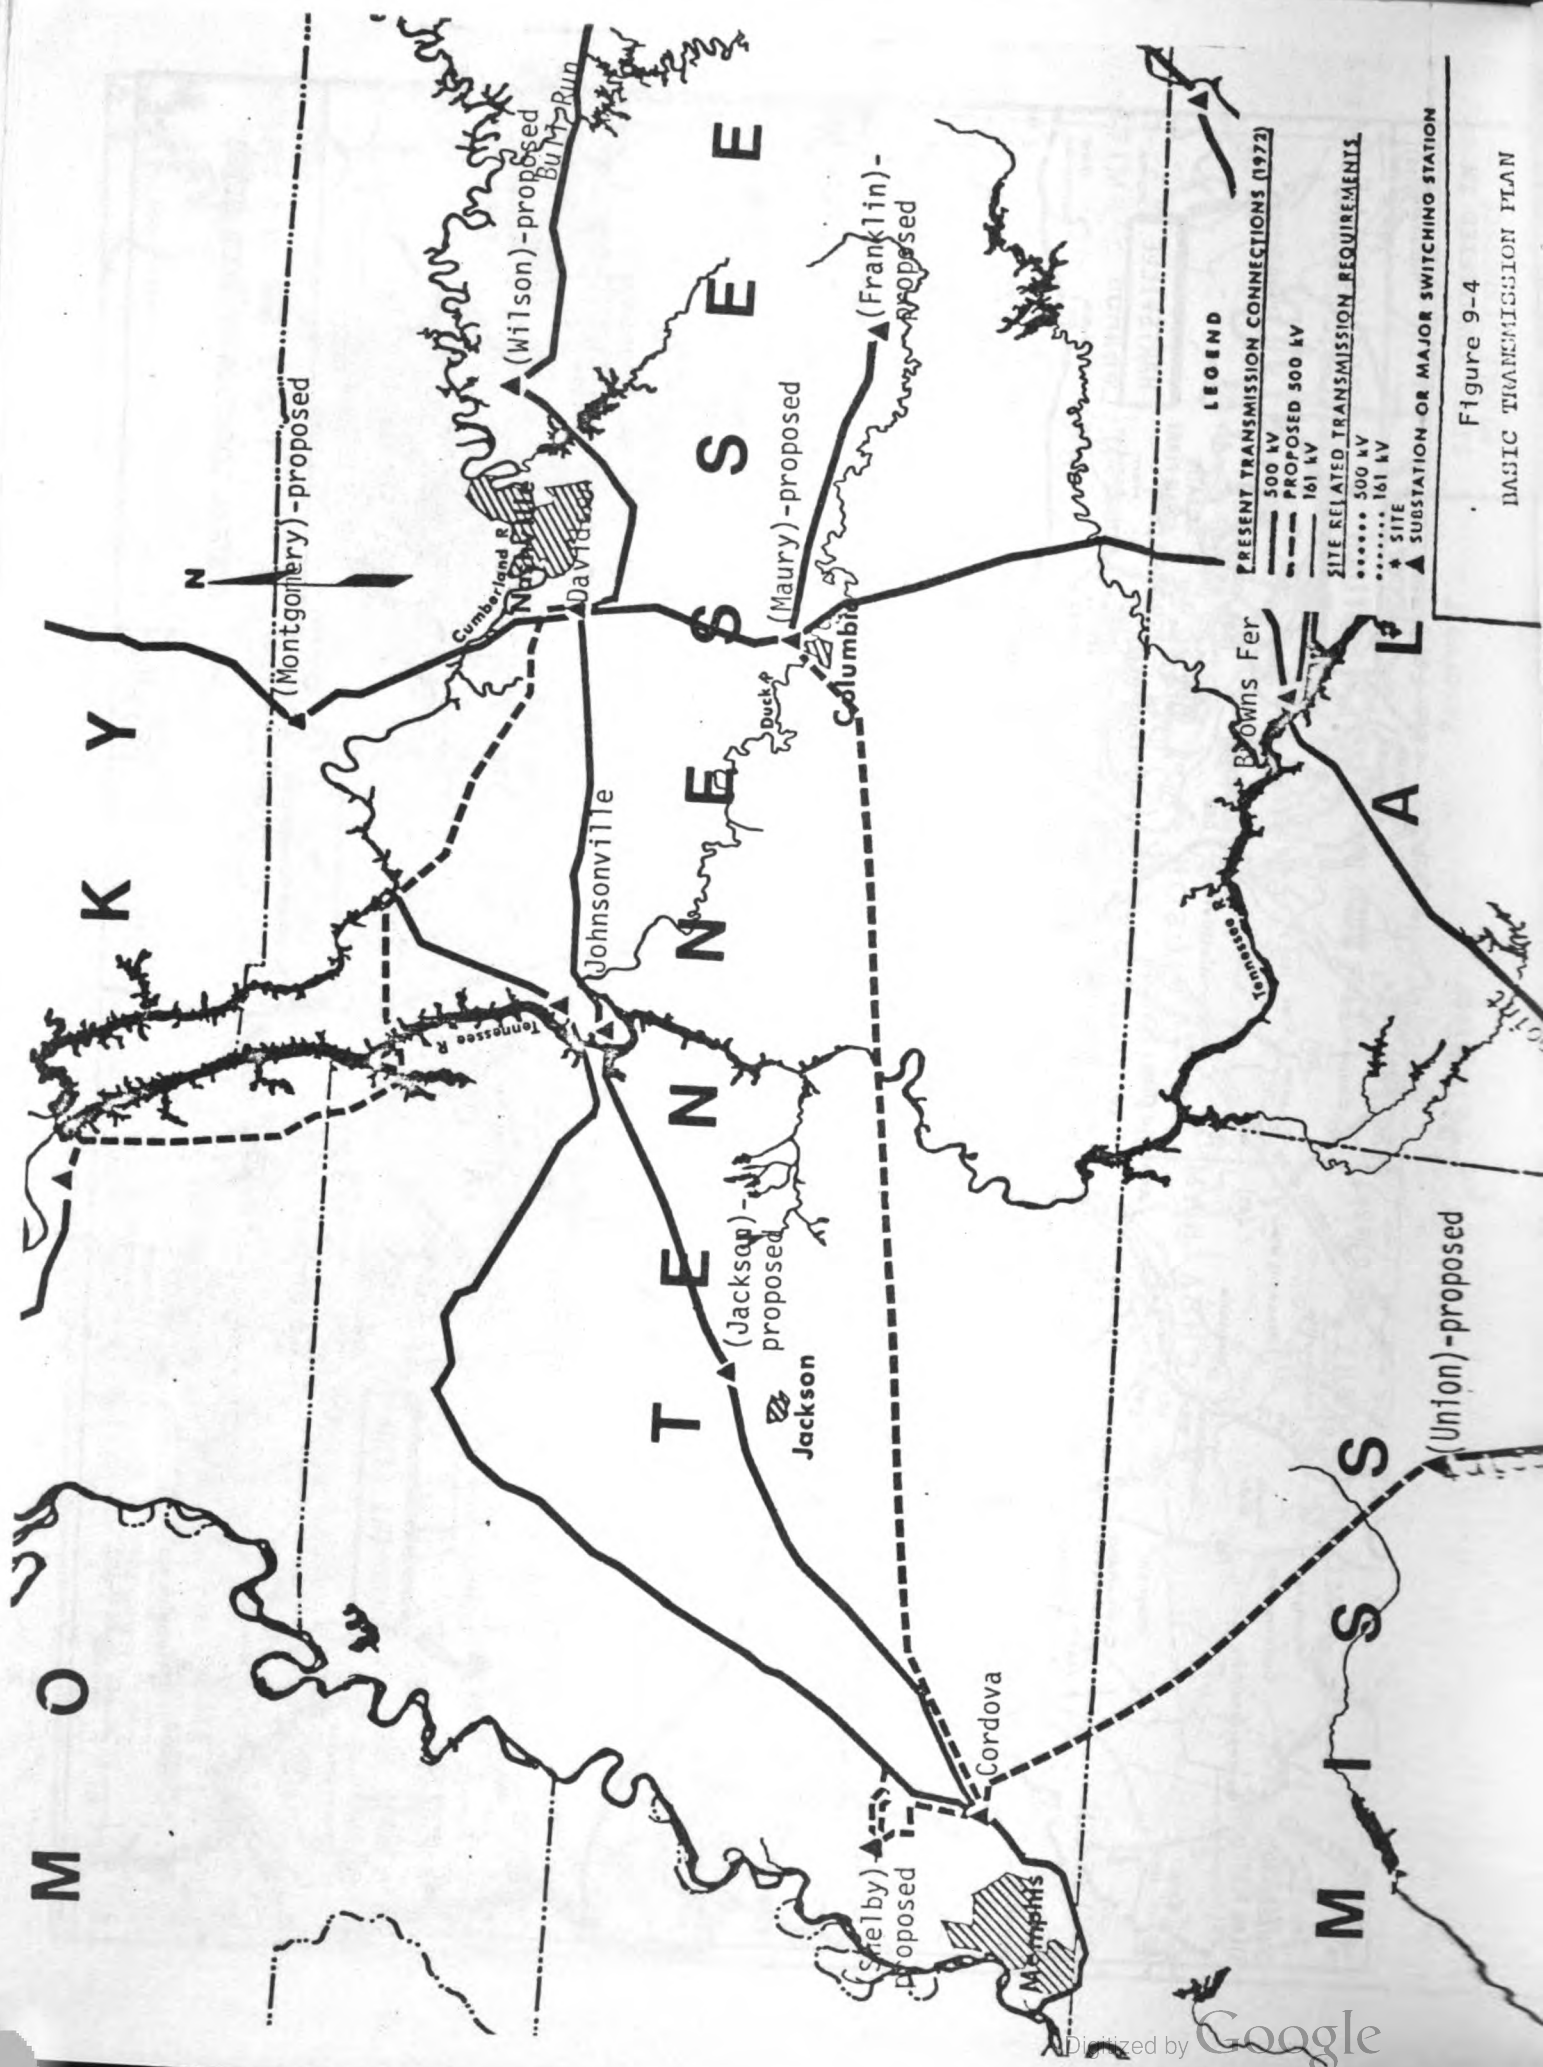 M O
K Y
T E N N E S S E E
M I S S
A L
N
(Montgomery)-proposed
Cumberland R
Nashville
Davidson
(Wilson)-proposed
Bull Run
Johnsonville
Tennessee R
Duck R
Columbia
(Maury)-proposed
(Franklin)-
proposed
(Jackson)-
proposed
Jackson
Cordova
(Shelby)
proposed
Memphis
(Union)-proposed
Tennessee R.
Browns Fer
LEGEND
PRESENT TRANSMISSION CONNECTIONS (1972)
500 kV
PROPOSED 500 kV
161 kV
SITE RELATED TRANSMISSION REQUIREMENTS
500 kV
161 kV
* SITE
▲ SUBSTATION OR MAJOR SWITCHING STATION
Figure 9-4
BASIC TRANSMISSION PLAN
Digitized by Google